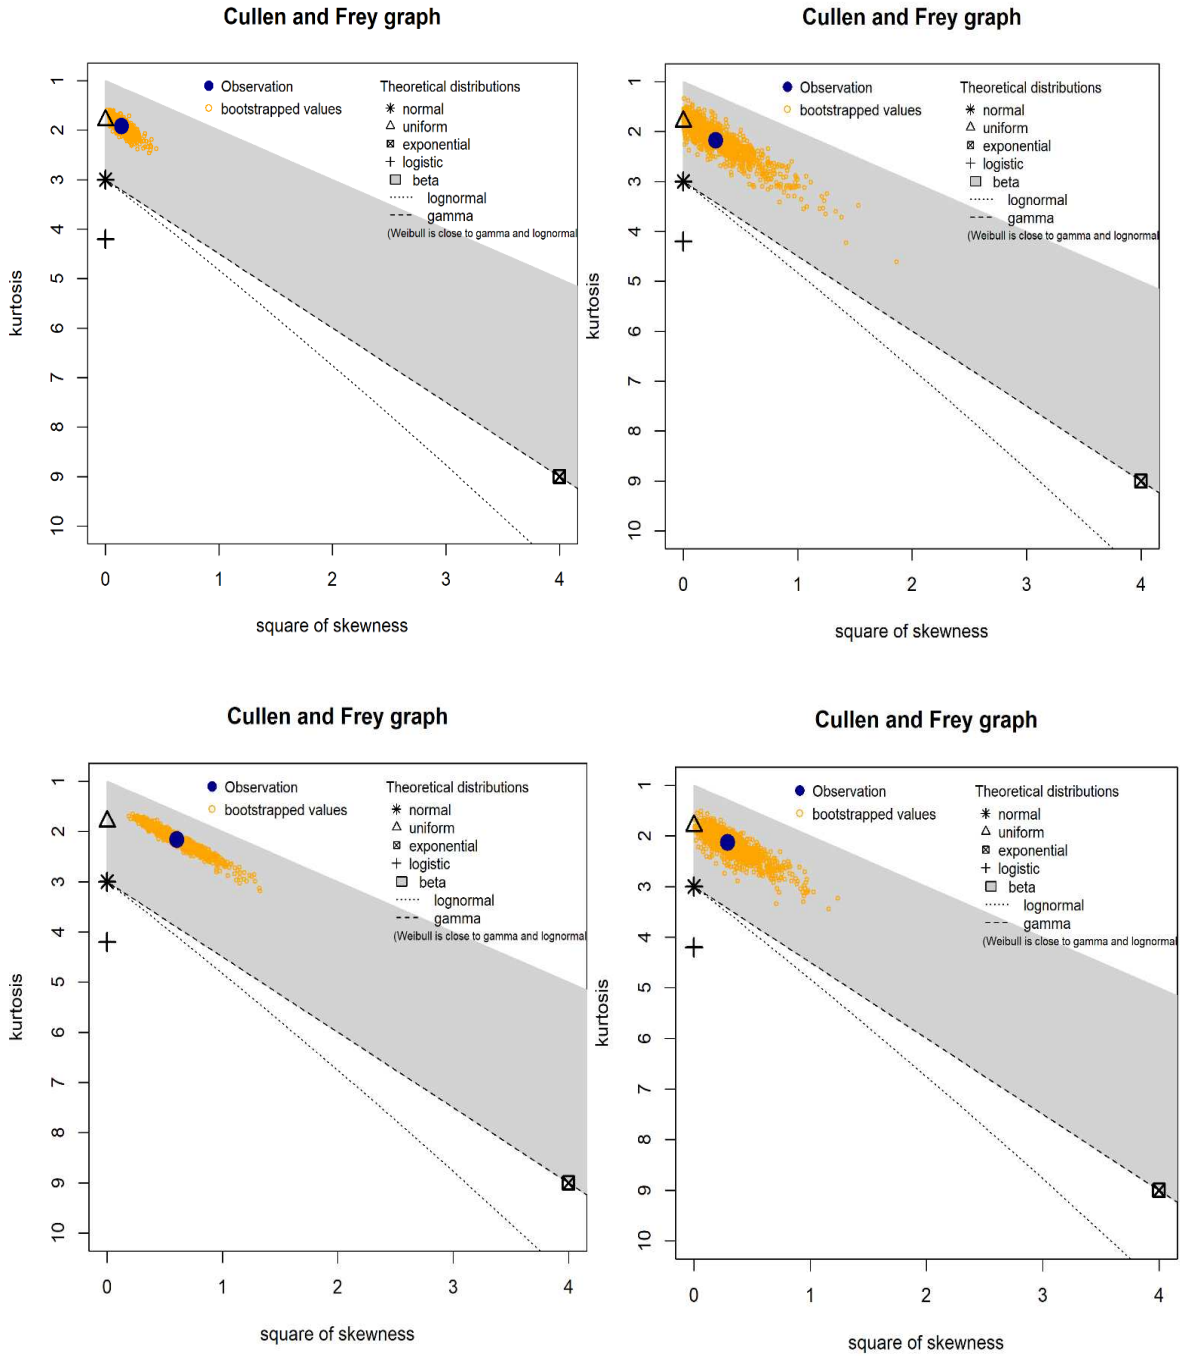 Cullen and Frey graph
Observation
bootstrapped values
Theoretical distributions
normal
uniform
exponential
logistic
beta
lognormal
gamma
(Weibull is close to gamma and lognormal
kurtosis
1
2
3
4
5
6
7
8
9
10
0 1 2 3 4
square of skewness
Cullen and Frey graph
Observation
bootstrapped values
Theoretical distributions
normal
uniform
exponential
logistic
beta
lognormal
gamma
(Weibull is close to gamma and lognormal
kurtosis
1
2
3
4
5
6
7
8
9
10
0 1 2 3 4
square of skewness
Cullen and Frey graph
Observation
bootstrapped values
Theoretical distributions
normal
uniform
exponential
logistic
beta
lognormal
gamma
(Weibull is close to gamma and lognormal
kurtosis
1
2
3
4
5
6
7
8
9
10
0 1 2 3 4
square of skewness
Cullen and Frey graph
Observation
bootstrapped values
Theoretical distributions
normal
uniform
exponential
logistic
beta
lognormal
gamma
(Weibull is close to gamma and lognormal
kurtosis
1
2
3
4
5
6
7
8
9
10
0 1 2 3 4
square of skewness